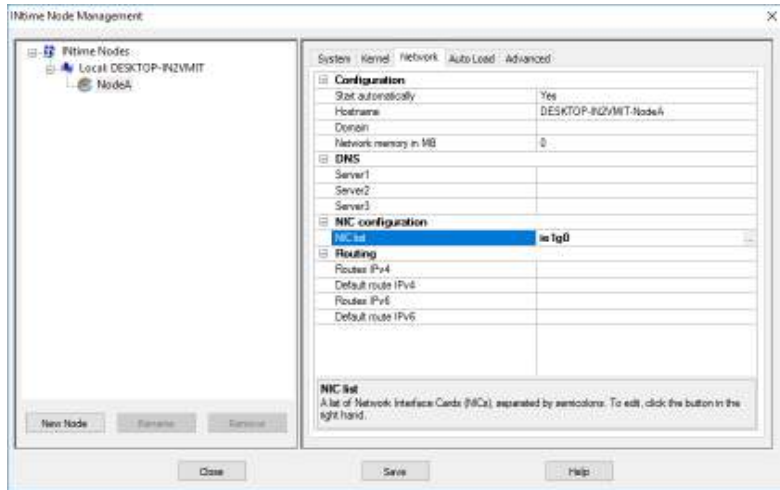 INtime Node Management
INtime Nodes
Local: DESKTOP-IN2VMIT
NodeA
New Node
Rename
Remove
System Kernel Network Auto Load Advanced
Configuration
Start automatically Yes
Hostname DESKTOP-IN2VMIT-NodeA
Domain
Network memory in MB 0
DNS
Server1
Server2
Server3
NIC configuration
NIC list ie1g0 ...
Routing
Routes IPv4
Default route IPv4
Routes IPv6
Default route IPv6
NIC list
A list of Network Interface Cards (NICs), separated by semicolons. To edit, click the button in the
right hand.
Close Save Help